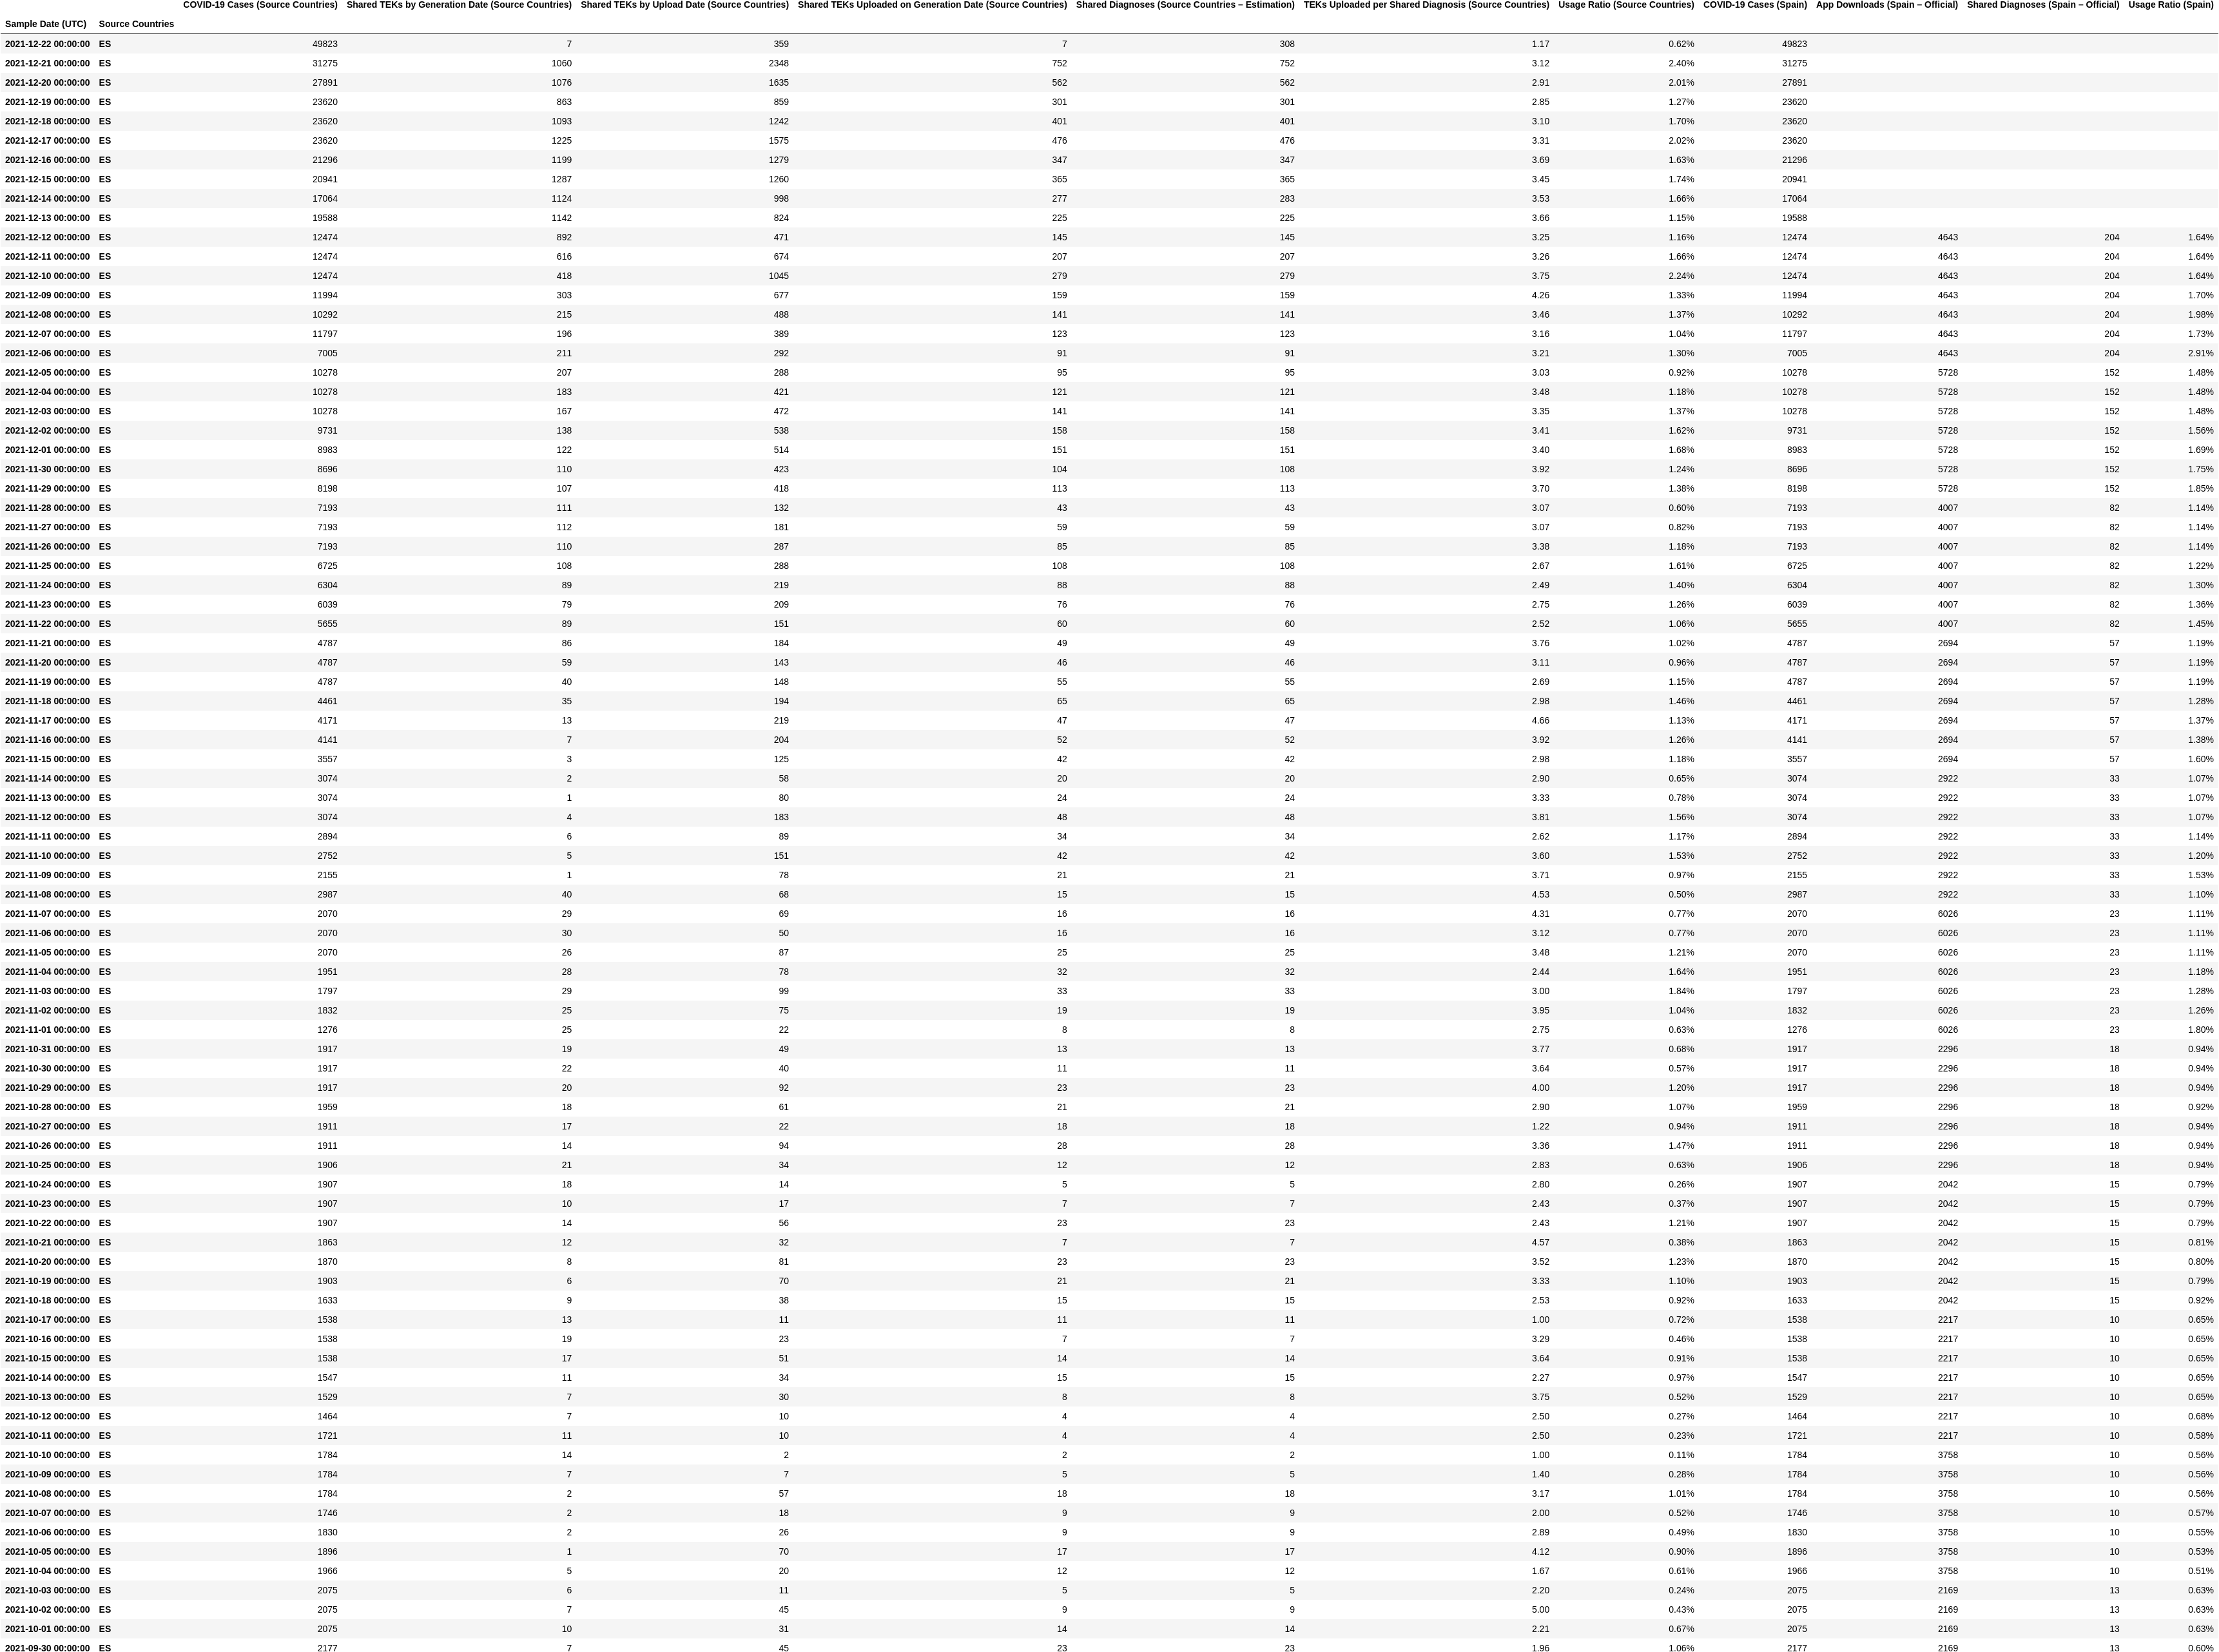 COVID-19 Cases (Source Countries) Shared TEKs by Generation Date (Source Countries) Shared TEKs by Upload Date (Source Countries) Shared TEKs Uploaded on Generation Date (Source Countries) Shared Diagnoses (Source Countries – Estimation) TEKs Uploaded per Shared Diagnosis (Source Countries) Usage Ratio (Source Countries) COVID-19 Cases (Spain) App Downloads (Spain – Official) Shared Diagnoses (Spain – Official) Usage Ratio (Spain)
Sample Date (UTC) Source Countries
2021-12-22 00:00:00 ES 49823 7 359 7 308 1.17 0.62% 49823
2021-12-21 00:00:00 ES 31275 1060 2348 752 752 3.12 2.40% 31275
2021-12-20 00:00:00 ES 27891 1076 1635 562 562 2.91 2.01% 27891
2021-12-19 00:00:00 ES 23620 863 859 301 301 2.85 1.27% 23620
2021-12-18 00:00:00 ES 23620 1093 1242 401 401 3.10 1.70% 23620
2021-12-17 00:00:00 ES 23620 1225 1575 476 476 3.31 2.02% 23620
2021-12-16 00:00:00 ES 21296 1199 1279 347 347 3.69 1.63% 21296
2021-12-15 00:00:00 ES 20941 1287 1260 365 365 3.45 1.74% 20941
2021-12-14 00:00:00 ES 17064 1124 998 277 283 3.53 1.66% 17064
2021-12-13 00:00:00 ES 19588 1142 824 225 225 3.66 1.15% 19588
2021-12-12 00:00:00 ES 12474 892 471 145 145 3.25 1.16% 12474 4643 204 1.64%
2021-12-11 00:00:00 ES 12474 616 674 207 207 3.26 1.66% 12474 4643 204 1.64%
2021-12-10 00:00:00 ES 12474 418 1045 279 279 3.75 2.24% 12474 4643 204 1.64%
2021-12-09 00:00:00 ES 11994 303 677 159 159 4.26 1.33% 11994 4643 204 1.70%
2021-12-08 00:00:00 ES 10292 215 488 141 141 3.46 1.37% 10292 4643 204 1.98%
2021-12-07 00:00:00 ES 11797 196 389 123 123 3.16 1.04% 11797 4643 204 1.73%
2021-12-06 00:00:00 ES 7005 211 292 91 91 3.21 1.30% 7005 4643 204 2.91%
2021-12-05 00:00:00 ES 10278 207 288 95 95 3.03 0.92% 10278 5728 152 1.48%
2021-12-04 00:00:00 ES 10278 183 421 121 121 3.48 1.18% 10278 5728 152 1.48%
2021-12-03 00:00:00 ES 10278 167 472 141 141 3.35 1.37% 10278 5728 152 1.48%
2021-12-02 00:00:00 ES 9731 138 538 158 158 3.41 1.62% 9731 5728 152 1.56%
2021-12-01 00:00:00 ES 8983 122 514 151 151 3.40 1.68% 8983 5728 152 1.69%
2021-11-30 00:00:00 ES 8696 110 423 104 108 3.92 1.24% 8696 5728 152 1.75%
2021-11-29 00:00:00 ES 8198 107 418 113 113 3.70 1.38% 8198 5728 152 1.85%
2021-11-28 00:00:00 ES 7193 111 132 43 43 3.07 0.60% 7193 4007 82 1.14%
2021-11-27 00:00:00 ES 7193 112 181 59 59 3.07 0.82% 7193 4007 82 1.14%
2021-11-26 00:00:00 ES 7193 110 287 85 85 3.38 1.18% 7193 4007 82 1.14%
2021-11-25 00:00:00 ES 6725 108 288 108 108 2.67 1.61% 6725 4007 82 1.22%
2021-11-24 00:00:00 ES 6304 89 219 88 88 2.49 1.40% 6304 4007 82 1.30%
2021-11-23 00:00:00 ES 6039 79 209 76 76 2.75 1.26% 6039 4007 82 1.36%
2021-11-22 00:00:00 ES 5655 89 151 60 60 2.52 1.06% 5655 4007 82 1.45%
2021-11-21 00:00:00 ES 4787 86 184 49 49 3.76 1.02% 4787 2694 57 1.19%
2021-11-20 00:00:00 ES 4787 59 143 46 46 3.11 0.96% 4787 2694 57 1.19%
2021-11-19 00:00:00 ES 4787 40 148 55 55 2.69 1.15% 4787 2694 57 1.19%
2021-11-18 00:00:00 ES 4461 35 194 65 65 2.98 1.46% 4461 2694 57 1.28%
2021-11-17 00:00:00 ES 4171 13 219 47 47 4.66 1.13% 4171 2694 57 1.37%
2021-11-16 00:00:00 ES 4141 7 204 52 52 3.92 1.26% 4141 2694 57 1.38%
2021-11-15 00:00:00 ES 3557 3 125 42 42 2.98 1.18% 3557 2694 57 1.60%
2021-11-14 00:00:00 ES 3074 2 58 20 20 2.90 0.65% 3074 2922 33 1.07%
2021-11-13 00:00:00 ES 3074 1 80 24 24 3.33 0.78% 3074 2922 33 1.07%
2021-11-12 00:00:00 ES 3074 4 183 48 48 3.81 1.56% 3074 2922 33 1.07%
2021-11-11 00:00:00 ES 2894 6 89 34 34 2.62 1.17% 2894 2922 33 1.14%
2021-11-10 00:00:00 ES 2752 5 151 42 42 3.60 1.53% 2752 2922 33 1.20%
2021-11-09 00:00:00 ES 2155 1 78 21 21 3.71 0.97% 2155 2922 33 1.53%
2021-11-08 00:00:00 ES 2987 40 68 15 15 4.53 0.50% 2987 2922 33 1.10%
2021-11-07 00:00:00 ES 2070 29 69 16 16 4.31 0.77% 2070 6026 23 1.11%
2021-11-06 00:00:00 ES 2070 30 50 16 16 3.12 0.77% 2070 6026 23 1.11%
2021-11-05 00:00:00 ES 2070 26 87 25 25 3.48 1.21% 2070 6026 23 1.11%
2021-11-04 00:00:00 ES 1951 28 78 32 32 2.44 1.64% 1951 6026 23 1.18%
2021-11-03 00:00:00 ES 1797 29 99 33 33 3.00 1.84% 1797 6026 23 1.28%
2021-11-02 00:00:00 ES 1832 25 75 19 19 3.95 1.04% 1832 6026 23 1.26%
2021-11-01 00:00:00 ES 1276 25 22 8 8 2.75 0.63% 1276 6026 23 1.80%
2021-10-31 00:00:00 ES 1917 19 49 13 13 3.77 0.68% 1917 2296 18 0.94%
2021-10-30 00:00:00 ES 1917 22 40 11 11 3.64 0.57% 1917 2296 18 0.94%
2021-10-29 00:00:00 ES 1917 20 92 23 23 4.00 1.20% 1917 2296 18 0.94%
2021-10-28 00:00:00 ES 1959 18 61 21 21 2.90 1.07% 1959 2296 18 0.92%
2021-10-27 00:00:00 ES 1911 17 22 18 18 1.22 0.94% 1911 2296 18 0.94%
2021-10-26 00:00:00 ES 1911 14 94 28 28 3.36 1.47% 1911 2296 18 0.94%
2021-10-25 00:00:00 ES 1906 21 34 12 12 2.83 0.63% 1906 2296 18 0.94%
2021-10-24 00:00:00 ES 1907 18 14 5 5 2.80 0.26% 1907 2042 15 0.79%
2021-10-23 00:00:00 ES 1907 10 17 7 7 2.43 0.37% 1907 2042 15 0.79%
2021-10-22 00:00:00 ES 1907 14 56 23 23 2.43 1.21% 1907 2042 15 0.79%
2021-10-21 00:00:00 ES 1863 12 32 7 7 4.57 0.38% 1863 2042 15 0.81%
2021-10-20 00:00:00 ES 1870 8 81 23 23 3.52 1.23% 1870 2042 15 0.80%
2021-10-19 00:00:00 ES 1903 6 70 21 21 3.33 1.10% 1903 2042 15 0.79%
2021-10-18 00:00:00 ES 1633 9 38 15 15 2.53 0.92% 1633 2042 15 0.92%
2021-10-17 00:00:00 ES 1538 13 11 11 11 1.00 0.72% 1538 2217 10 0.65%
2021-10-16 00:00:00 ES 1538 19 23 7 7 3.29 0.46% 1538 2217 10 0.65%
2021-10-15 00:00:00 ES 1538 17 51 14 14 3.64 0.91% 1538 2217 10 0.65%
2021-10-14 00:00:00 ES 1547 11 34 15 15 2.27 0.97% 1547 2217 10 0.65%
2021-10-13 00:00:00 ES 1529 7 30 8 8 3.75 0.52% 1529 2217 10 0.65%
2021-10-12 00:00:00 ES 1464 7 10 4 4 2.50 0.27% 1464 2217 10 0.68%
2021-10-11 00:00:00 ES 1721 11 10 4 4 2.50 0.23% 1721 2217 10 0.58%
2021-10-10 00:00:00 ES 1784 14 2 2 2 1.00 0.11% 1784 3758 10 0.56%
2021-10-09 00:00:00 ES 1784 7 7 5 5 1.40 0.28% 1784 3758 10 0.56%
2021-10-08 00:00:00 ES 1784 2 57 18 18 3.17 1.01% 1784 3758 10 0.56%
2021-10-07 00:00:00 ES 1746 2 18 9 9 2.00 0.52% 1746 3758 10 0.57%
2021-10-06 00:00:00 ES 1830 2 26 9 9 2.89 0.49% 1830 3758 10 0.55%
2021-10-05 00:00:00 ES 1896 1 70 17 17 4.12 0.90% 1896 3758 10 0.53%
2021-10-04 00:00:00 ES 1966 5 20 12 12 1.67 0.61% 1966 3758 10 0.51%
2021-10-03 00:00:00 ES 2075 6 11 5 5 2.20 0.24% 2075 2169 13 0.63%
2021-10-02 00:00:00 ES 2075 7 45 9 9 5.00 0.43% 2075 2169 13 0.63%
2021-10-01 00:00:00 ES 2075 10 31 14 14 2.21 0.67% 2075 2169 13 0.63%
2021-09-30 00:00:00 ES 2177 7 45 23 23 1.96 1.06% 2177 2169 13 0.60%